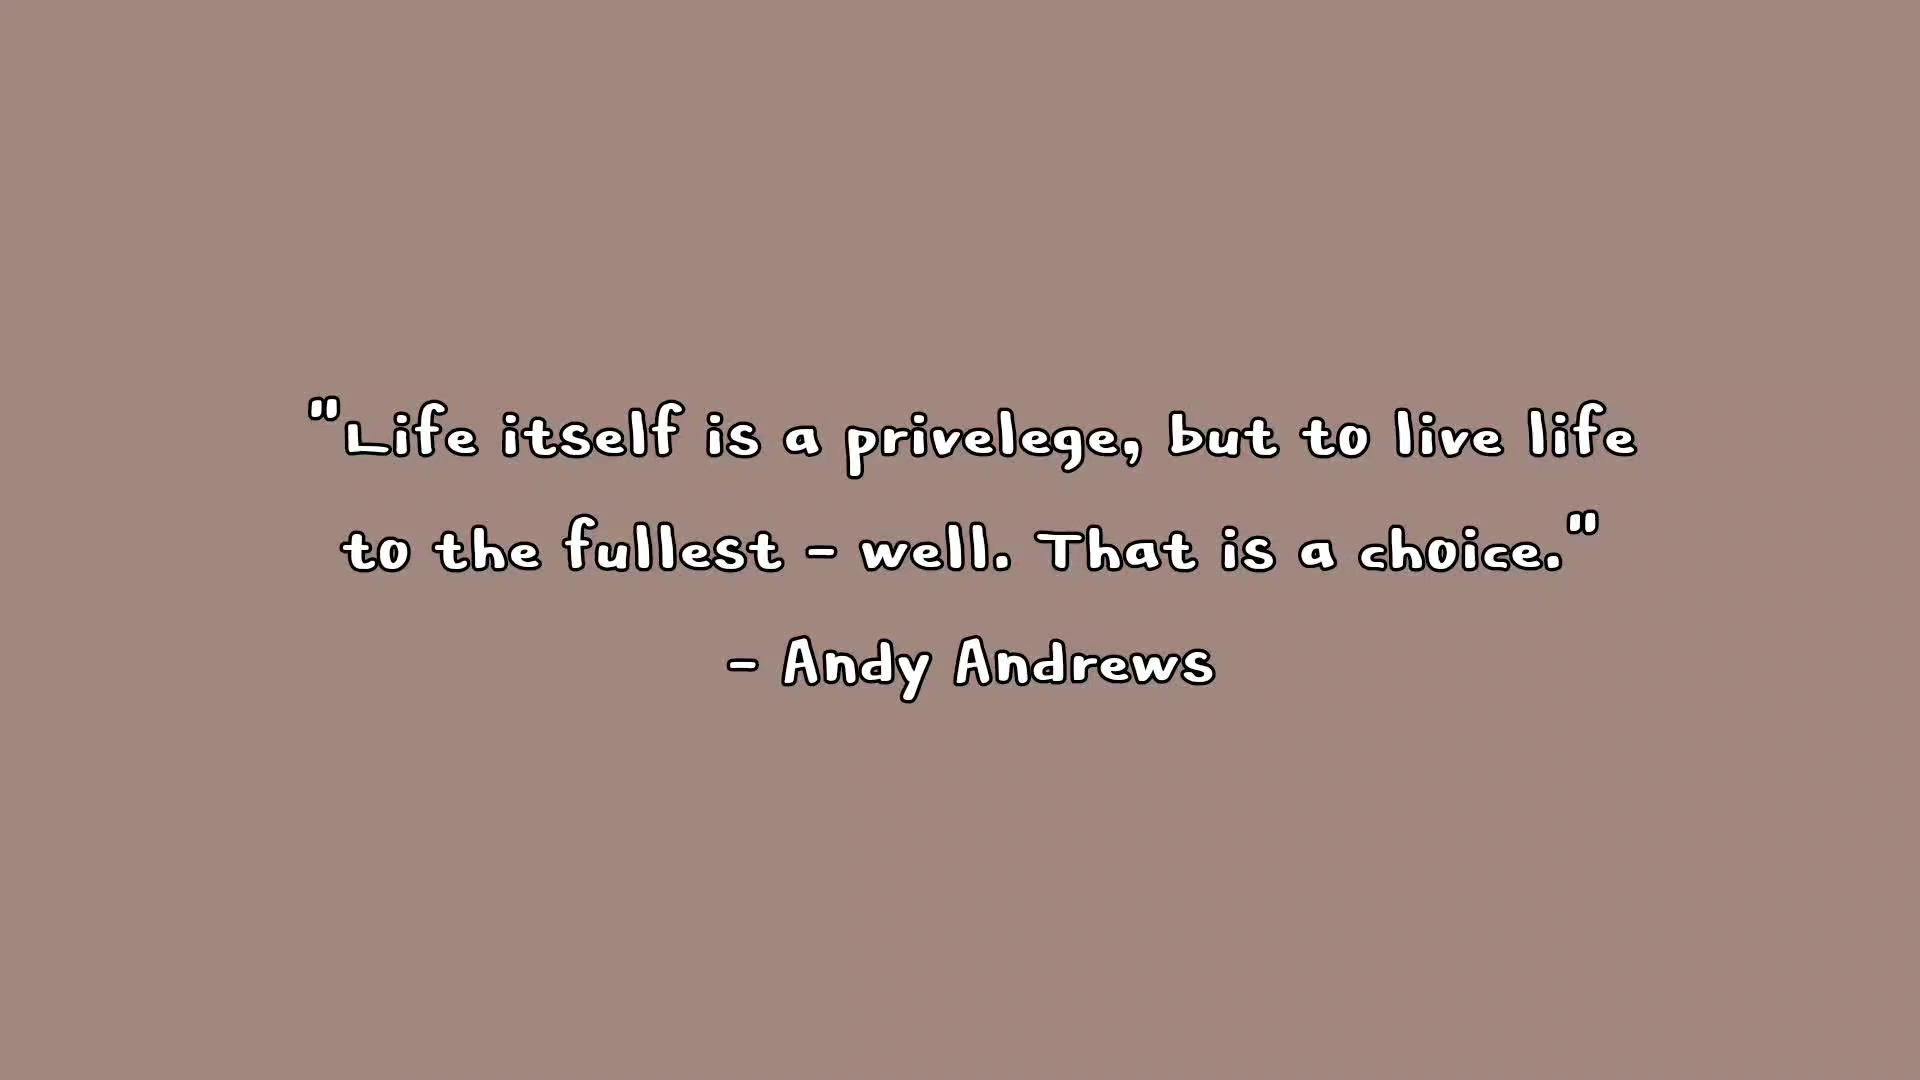 "Life itself is a privelege, but to live life
to the fullest - well. That is a choice."
- Andy Andrews